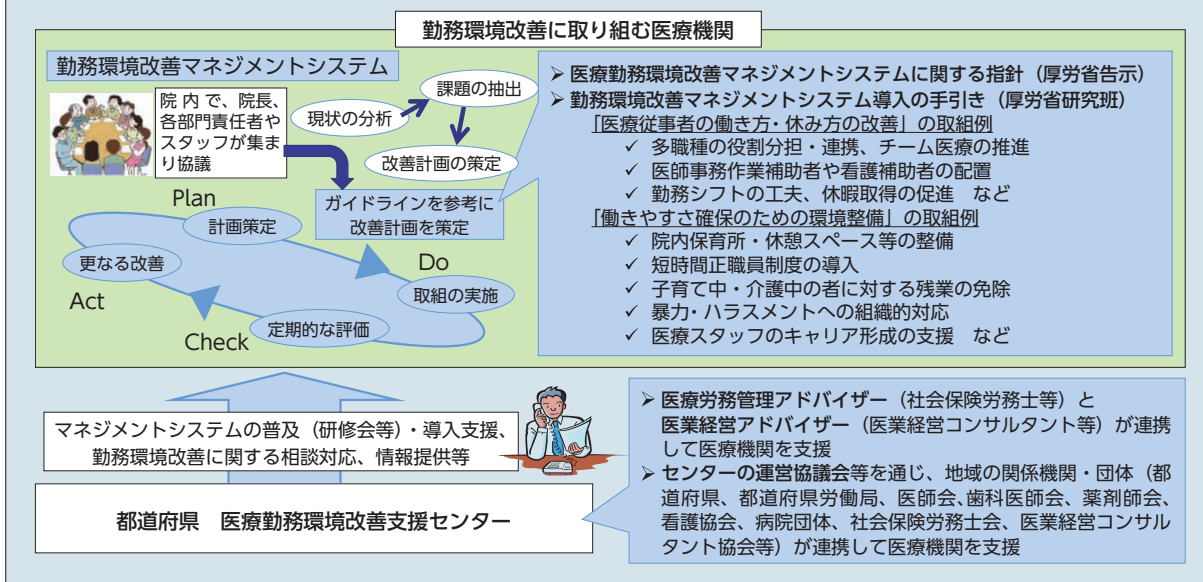 勤務環境改善に取り組む医療機関
勤務環境改善マネジメントシステム
院内で、院長、
各部門責任者や
スタッフが集ま
り協議
現状の分析
課題の抽出
改善計画の策定
ガイドラインを参考に
改善計画を策定
Plan
計画策定
Do
取組の実施
Check
定期的な評価
Act
更なる改善
➢ 医療勤務環境改善マネジメントシステムに関する指針（厚労省告示）
➢ 勤務環境改善マネジメントシステム導入の手引き（厚労省研究班）
「医療従事者の働き方・休み方の改善」の取組例
✓ 多職種の役割分担・連携、チーム医療の推進
✓ 医師事務作業補助者や看護補助者の配置
✓ 勤務シフトの工夫、休暇取得の促進　など
「働きやすさ確保のための環境整備」の取組例
✓ 院内保育所・休憩スペース等の整備
✓ 短時間正職員制度の導入
✓ 子育て中・介護中の者に対する残業の免除
✓ 暴力・ハラスメントへの組織的対応
✓ 医療スタッフのキャリア形成の支援　など
マネジメントシステムの普及（研修会等）・導入支援、
勤務環境改善に関する相談対応、情報提供等
都道府県　医療勤務環境改善支援センター
➢ 医療労務管理アドバイザー（社会保険労務士等）と
医業経営アドバイザー（医業経営コンサルタント等）が連携
して医療機関を支援
➢ センターの運営協議会等を通じ、地域の関係機関・団体（都
道府県、都道府県労働局、医師会、歯科医師会、薬剤師会、
看護協会、病院団体、社会保険労務士会、医業経営コンサル
タント協会等）が連携して医療機関を支援